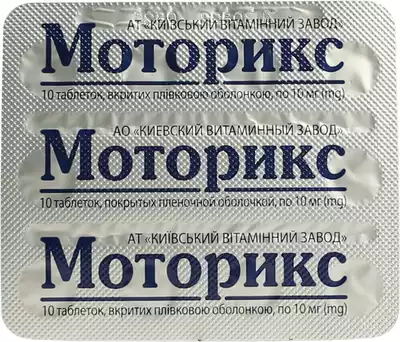 АТ «КИЇВСЬКИЙ ВІТАМІННИЙ ЗАВОД»
Моторикс
10 таблеток, вкритих плівковою оболонкою, по 10 мг (mg)
АО «КИЕВСКИЙ ВИТАМИННЫЙ ЗАВОД»
Моторикс
10 таблеток, покрытых пленочной оболочкой, по 10 мг (mg)
АТ «КИЇВСЬКИЙ ВІТАМІННИЙ ЗАВОД»
Моторикс
10 таблеток, вкритих плівковою оболонкою, по 10 мг (mg)